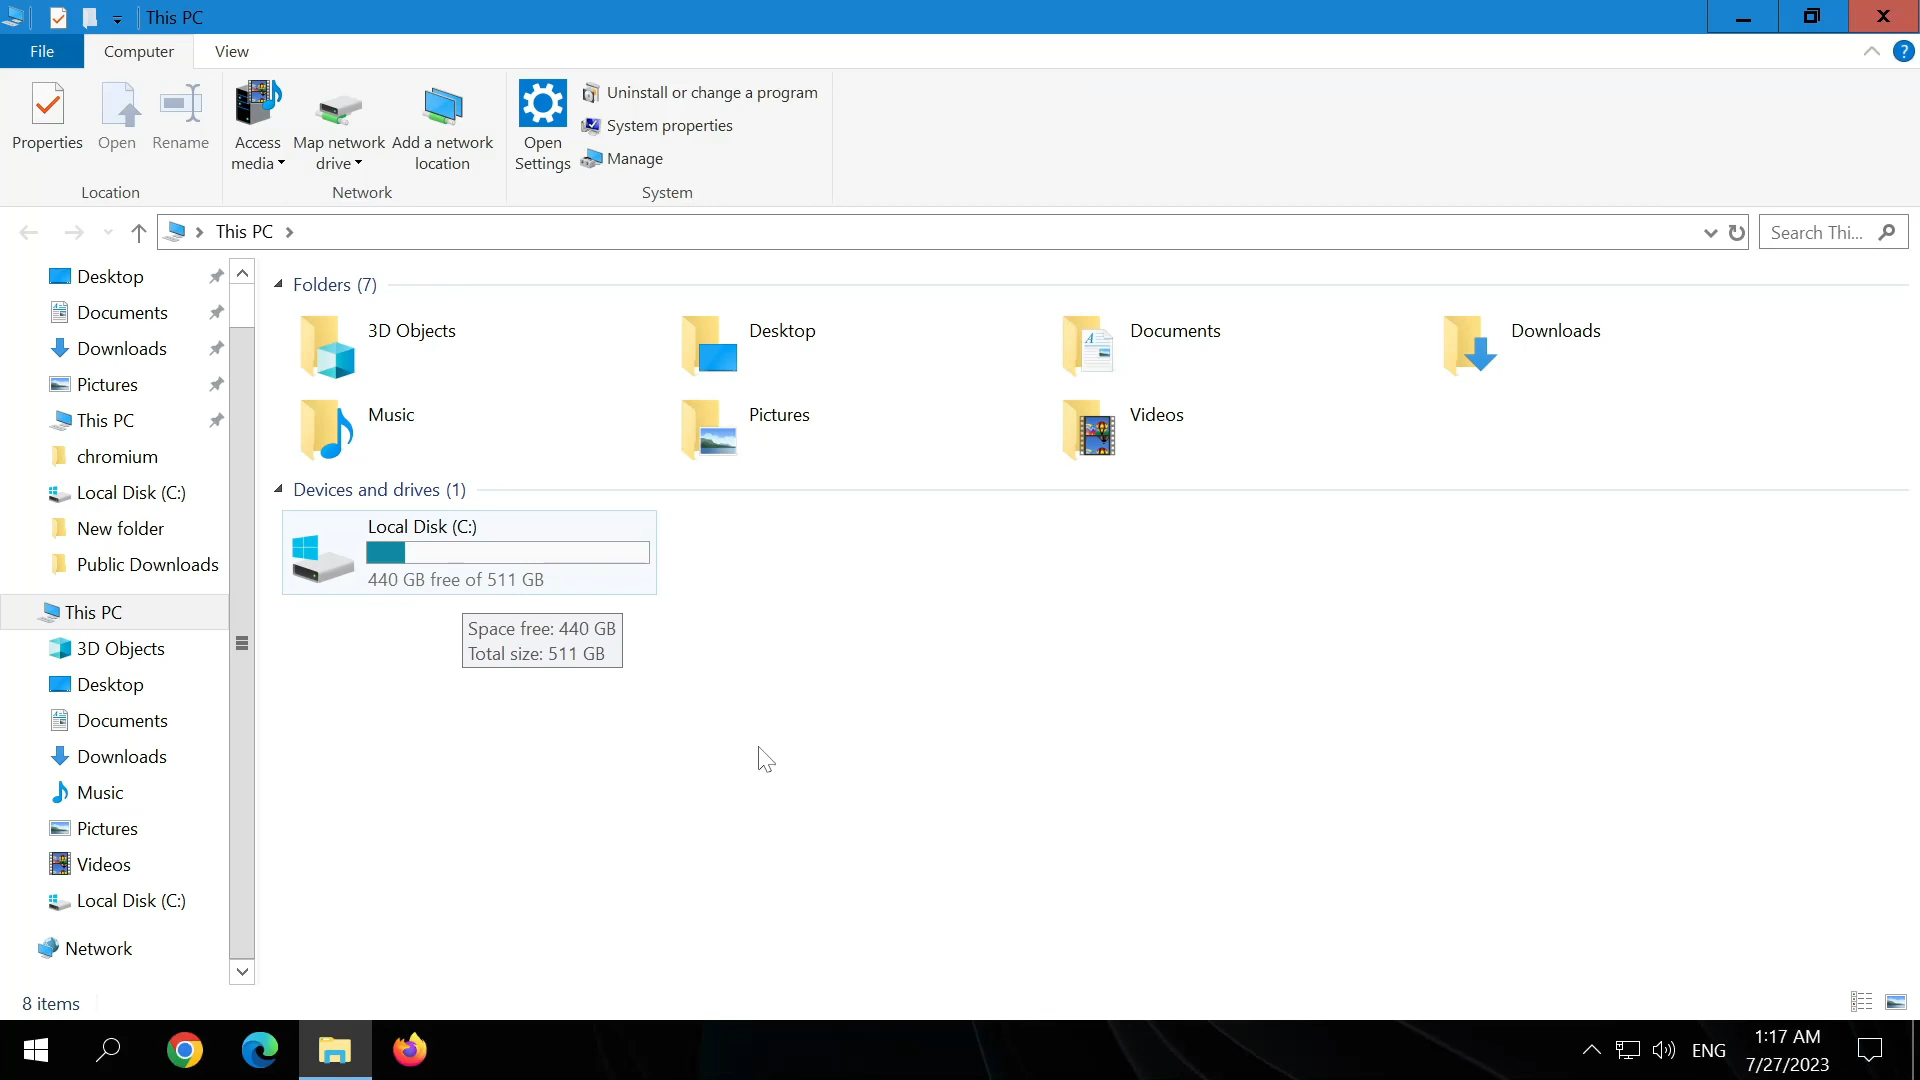 This PC
File
Computer
View
?
Properties
Open
Rename
Access media
Map network drive
Add a network location
Open Settings
Uninstall or change a program
System properties
Manage
Location
Network
System
This PC
Search Thi...
Desktop
Documents
Downloads
Pictures
This PC
chromium
Local Disk (C:)
New folder
Public Downloads
This PC
3D Objects
Desktop
Documents
Downloads
Music
Pictures
Videos
Local Disk (C:)
Network
Folders (7)
3D Objects
Desktop
Documents
Downloads
Music
Pictures
Videos
Devices and drives (1)
Local Disk (C:)
440 GB free of 511 GB
Space free: 440 GB
Total size: 511 GB
8 items
ENG
1:17 AM
7/27/2023